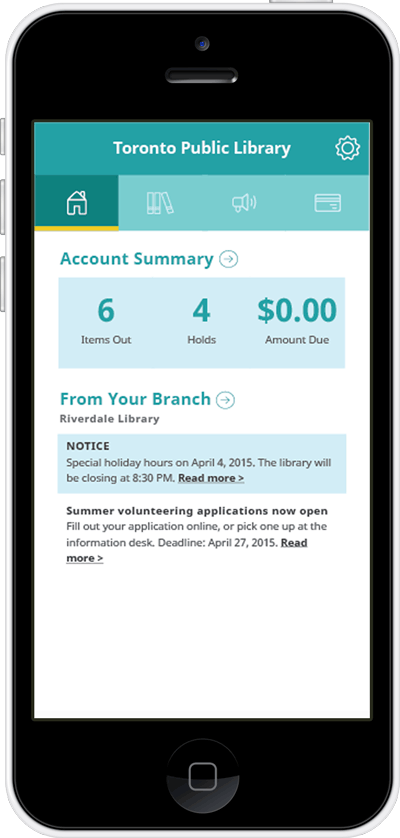 Toronto Public Library
Account Summary
6 4 $0.00
Items Out Holds Amount Due
From Your Branch
Riverdale Library
NOTICE
Special holiday hours on April 4, 2015. The library will
be closing at 8:30 PM. Read more >
Summer volunteering applications now open
Fill out your application online, or pick one up at the
information desk. Deadline: April 27, 2015. Read
more >